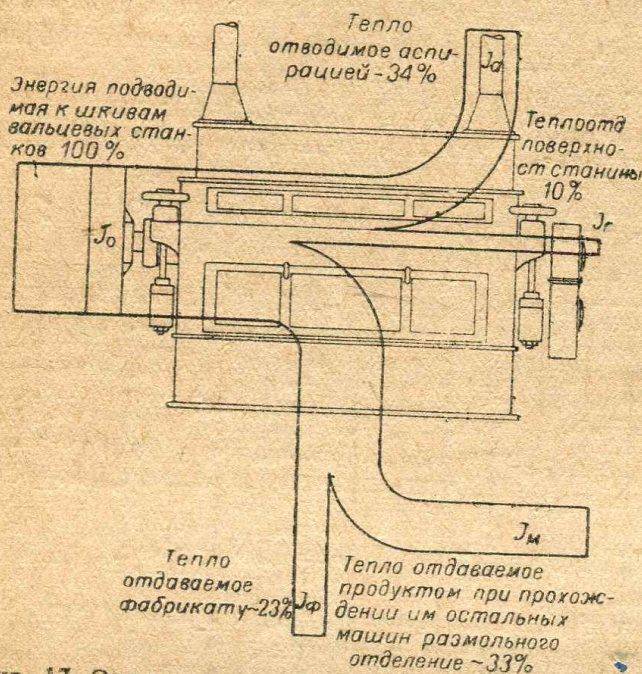 Тепло
отводимое аспи-
рацией-34%
Jа
Энергия подводи-
мая к шкивам
вальцевых стан-
ков 100%
Теплоотд
поверхно-
ст станины
10%
Jо
Jг
Jм
Тепло
отдаваемое
фабрикату~23%
Jф
Тепло отдаваемое
продуктом при прохож-
дении им остальных
машин размольного
отделение ~33%